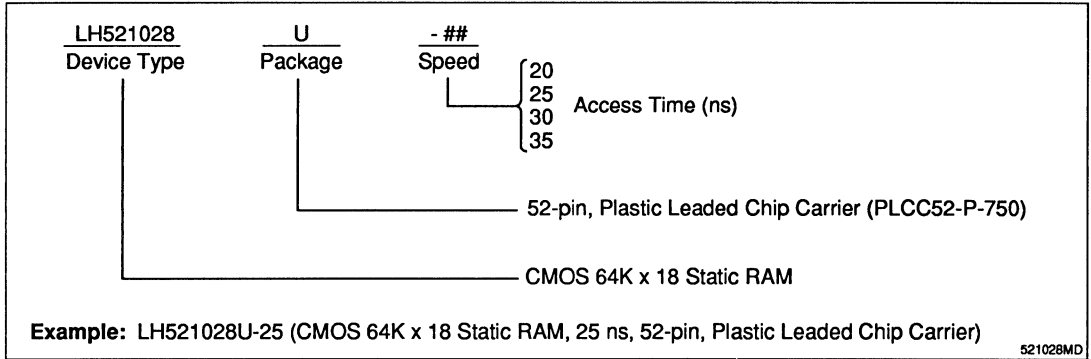 LH521028 U - ##
Device Type Package Speed
20
25
30
35
Access Time (ns)
52-pin, Plastic Leaded Chip Carrier (PLCC52-P-750)
CMOS 64K x 18 Static RAM
Example: LH521028U-25 (CMOS 64K x 18 Static RAM, 25 ns, 52-pin, Plastic Leaded Chip Carrier)
521028MD